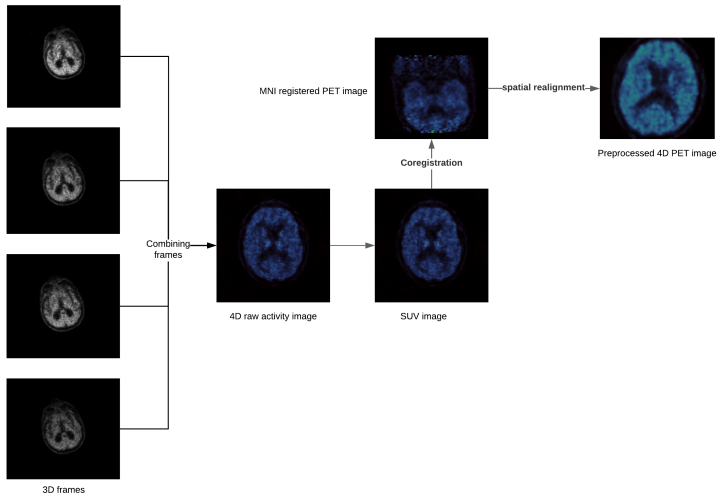 MNI registered PET image
spatial realignment
Preprocessed 4D PET image
Coregistration
Combining
frames
4D raw activity image
SUV image
3D frames